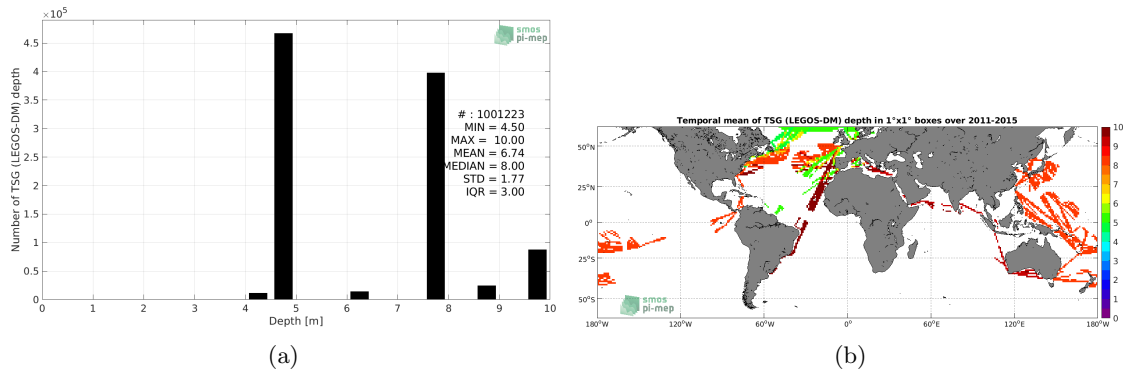 ×10⁵
smos
pi-mep
4.5
4
3.5
3
2.5
2
1.5
1
0.5
0
Number of TSG (LEGOS-DM) depth
# : 1001223
MIN = 4.50
MAX = 10.00
MEAN = 6.74
MEDIAN = 8.00
STD = 1.77
IQR = 3.00
0 1 2 3 4 5 6 7 8 9 10
Depth [m]
(a)
Temporal mean of TSG (LEGOS-DM) depth in 1°x1° boxes over 2011-2015
50°N
25°N
0°
25°S
50°S
smos
pi-mep
180°W 120°W 60°W 0° 60°E 120°E 180°W
10
9
8
7
6
5
4
3
2
1
0
(b)